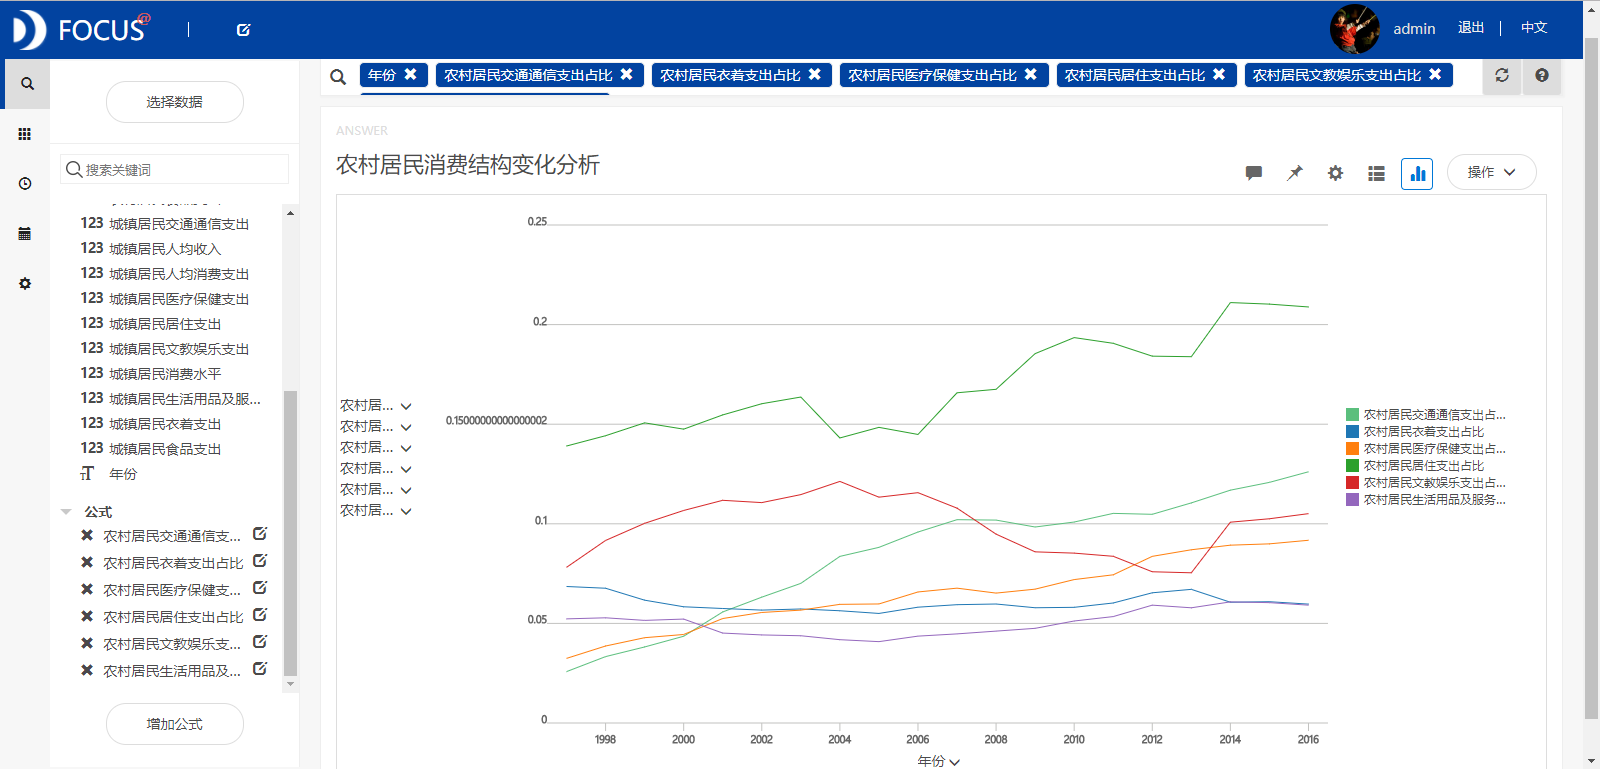 FOCUS@
admin
退出
中文
选择数据
搜索关键词
123 城镇居民交通通信支出
123 城镇居民人均收入
123 城镇居民人均消费支出
123 城镇居民医疗保健支出
123 城镇居民居住支出
123 城镇居民文教娱乐支出
123 城镇居民消费水平
123 城镇居民生活用品及服...
123 城镇居民衣着支出
123 城镇居民食品支出
年份
公式
农村居民交通通信支...
农村居民衣着支出占比
农村居民医疗保健支...
农村居民居住支出占比
农村居民文教娱乐支...
农村居民生活用品及...
增加公式
年份
农村居民交通通信支出占比
农村居民衣着支出占比
农村居民医疗保健支出占比
农村居民居住支出占比
农村居民文教娱乐支出占比
ANSWER
农村居民消费结构变化分析
操作
农村居...
农村居...
农村居...
农村居...
农村居...
农村居...
0.25
0.2
0.15000000000000002
0.1
0.05
0
1998
2000
2002
2004
2006
2008
2010
2012
2014
2016
年份
农村居民交通通信支出占...
农村居民衣着支出占比
农村居民医疗保健支出占...
农村居民居住支出占比
农村居民文教娱乐支出占...
农村居民生活用品及服务...